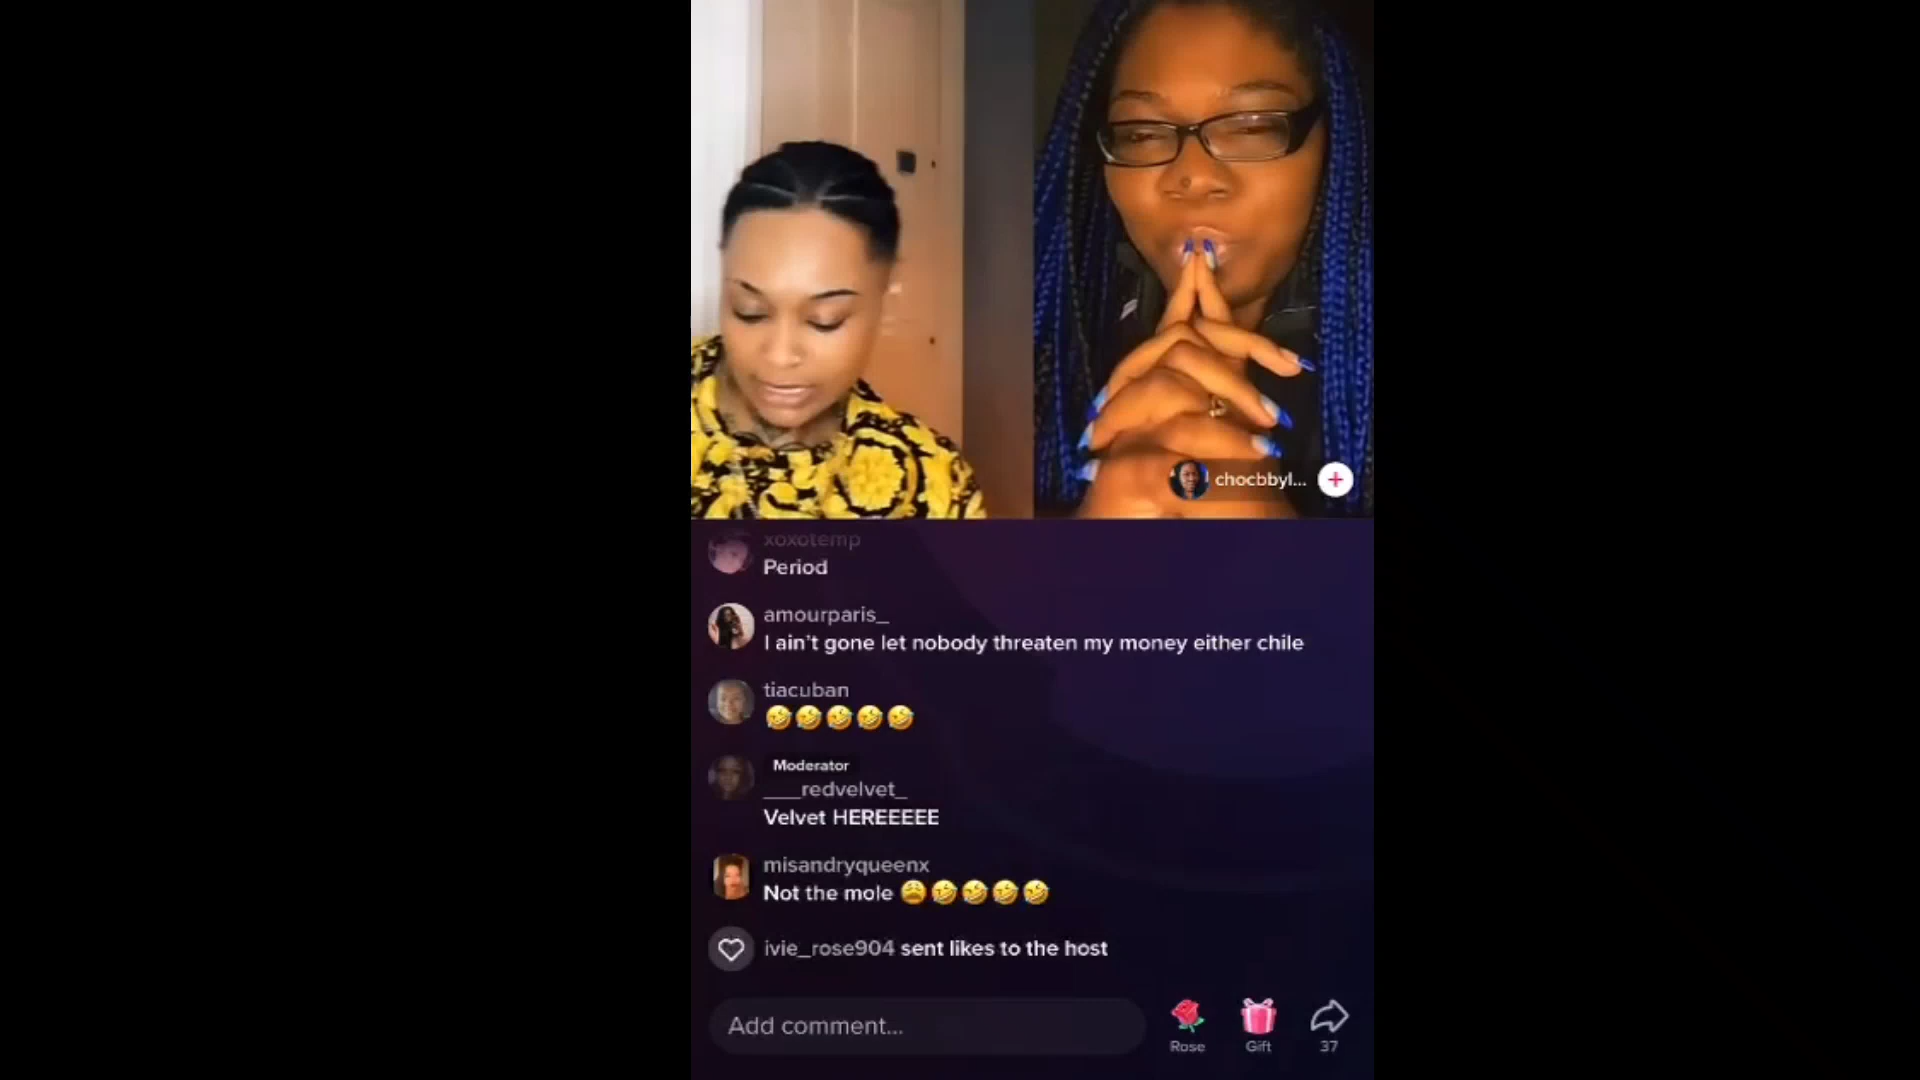 chocbbyl...
xoxotemp
Period
amourparis_
I ain't gone let nobody threaten my money either chile
tiacuban
🤣🤣🤣🤣🤣
Moderator
___redvelvet_
Velvet HEREEEEE
misandryqueenx
Not the mole 😩🤣🤣🤣🤣
ivie_rose904 sent likes to the host
Add comment...
Rose
Gift
37